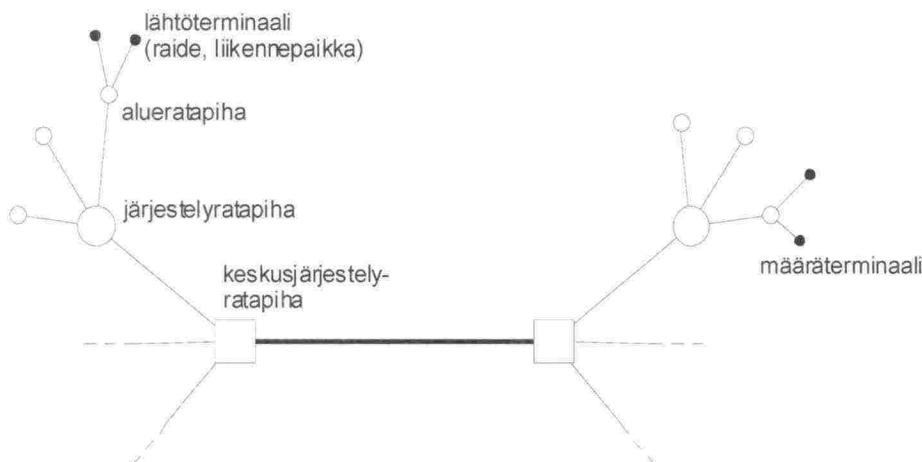 lähtöterminaali
(raide, liikennepaikka)
alueratapiha
järjestelyratapiha
keskusjärjestely-
ratapiha
määräterminaali